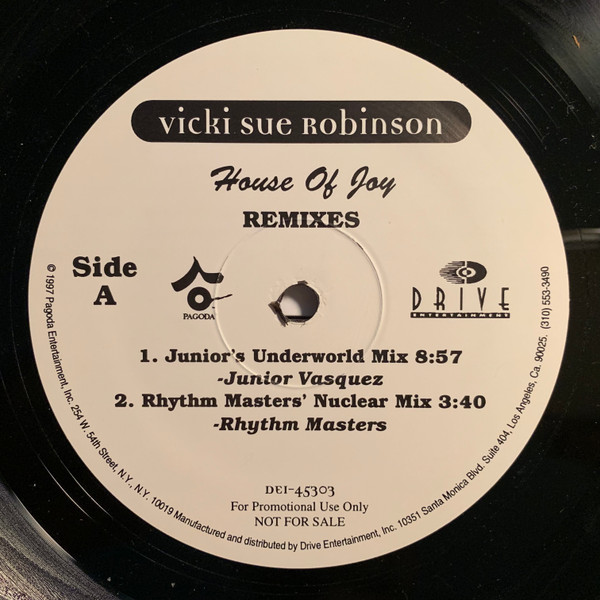 vicki sue Robinson
House Of Joy
REMIXES
Side
A
PAGODA
DRIVE
ENTERTAINMENT
1. Junior's Underworld Mix 8:57
-Junior Vasquez
2. Rhythm Masters' Nuclear Mix 3:40
-Rhythm Masters
DEI-45303
For Promotional Use Only
NOT FOR SALE
© 1997 Pagoda Entertainment, Inc. 254 W. 54th Street, N.Y., N.Y. 10019 Manufactured and distributed by Drive Entertainment, Inc. 10351 Santa Monica Blvd. Suite 404, Los Angeles, Ca. 90025. (310) 553-3490